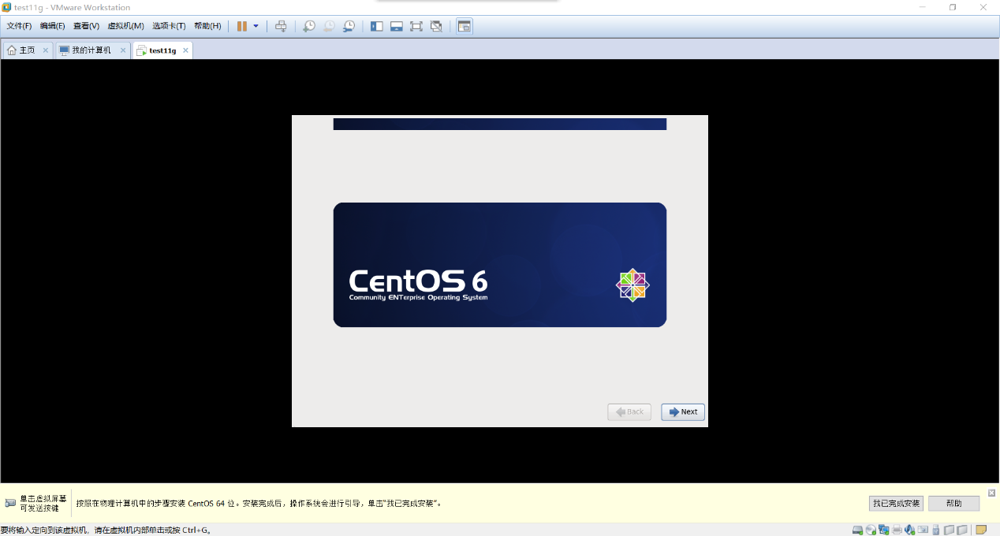 test11g - VMware Workstation
文件(F) 编辑(E) 查看(V) 虚拟机(M) 选项卡(T) 帮助(H)
主页 我的计算机 test11g
CentOS 6
Community ENTerprise Operating System
Back Next
单击虚拟屏幕
可发送按键
按照在物理计算机中的步骤安装 CentOS 64 位。安装完成后，操作系统会进行引导，单击“我已完成安装”。
我已完成安装 帮助
要将输入定向到该虚拟机，请在虚拟机内部单击或按 Ctrl+G。